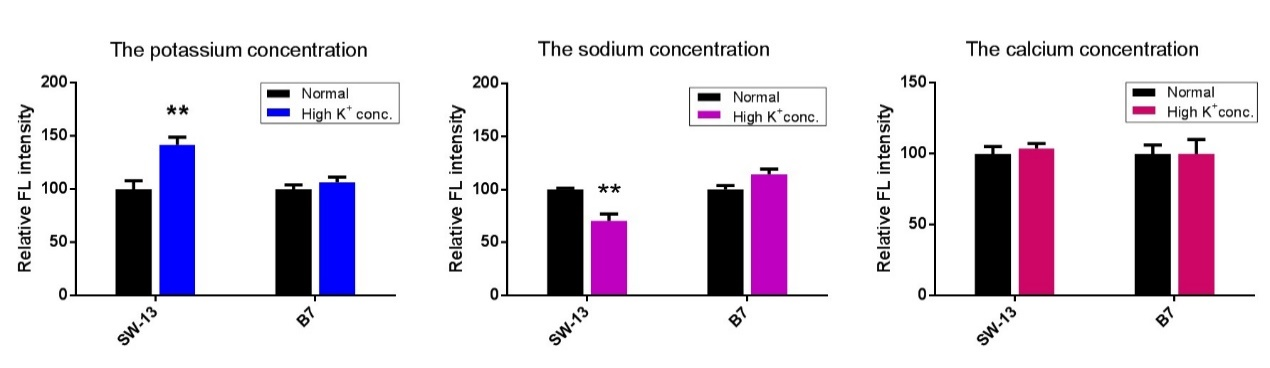 The potassium concentration
Relative FL intensity
200
150
100
50
0
**
Normal
High K⁺ conc.
SW-13
B7
The sodium concentration
Relative FL intensity
200
150
100
50
0
**
Normal
High K⁺conc.
SW-13
B7
The calcium concentration
Relative FL intensity
150
100
50
0
Normal
High K⁺conc.
SW-13
B7